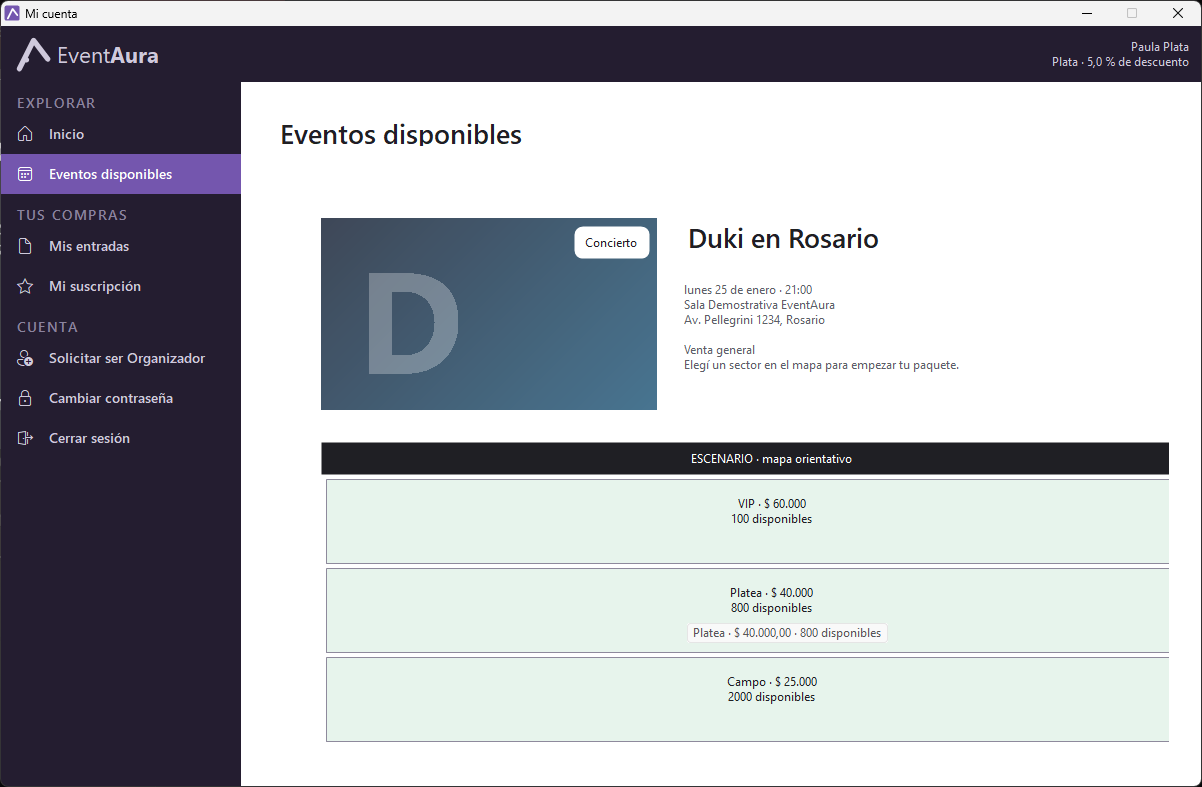 Mi cuenta
EventAura
Paula Plata
Plata · 5,0 % de descuento
EXPLORAR
Inicio
Eventos disponibles
TUS COMPRAS
Mis entradas
Mi suscripción
CUENTA
Solicitar ser Organizador
Cambiar contraseña
Cerrar sesión
Eventos disponibles
D
Concierto
Duki en Rosario
lunes 25 de enero · 21:00
Sala Demostrativa EventAura
Av. Pellegrini 1234, Rosario
Venta general
Elegí un sector en el mapa para empezar tu paquete.
ESCENARIO · mapa orientativo
VIP · $ 60.000
100 disponibles
Platea · $ 40.000
800 disponibles
Platea · $ 40.000,00 · 800 disponibles
Campo · $ 25.000
2000 disponibles